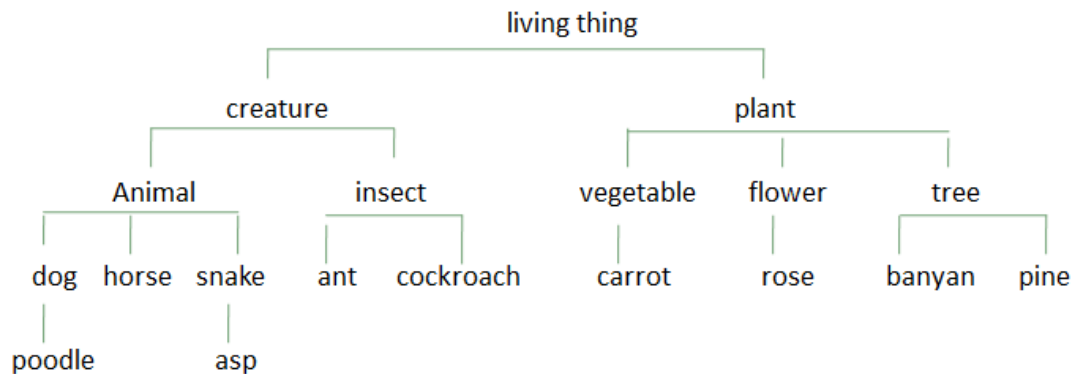 living thing
creature plant
Animal insect vegetable flower tree
dog horse snake ant cockroach carrot rose banyan pine
poodle asp